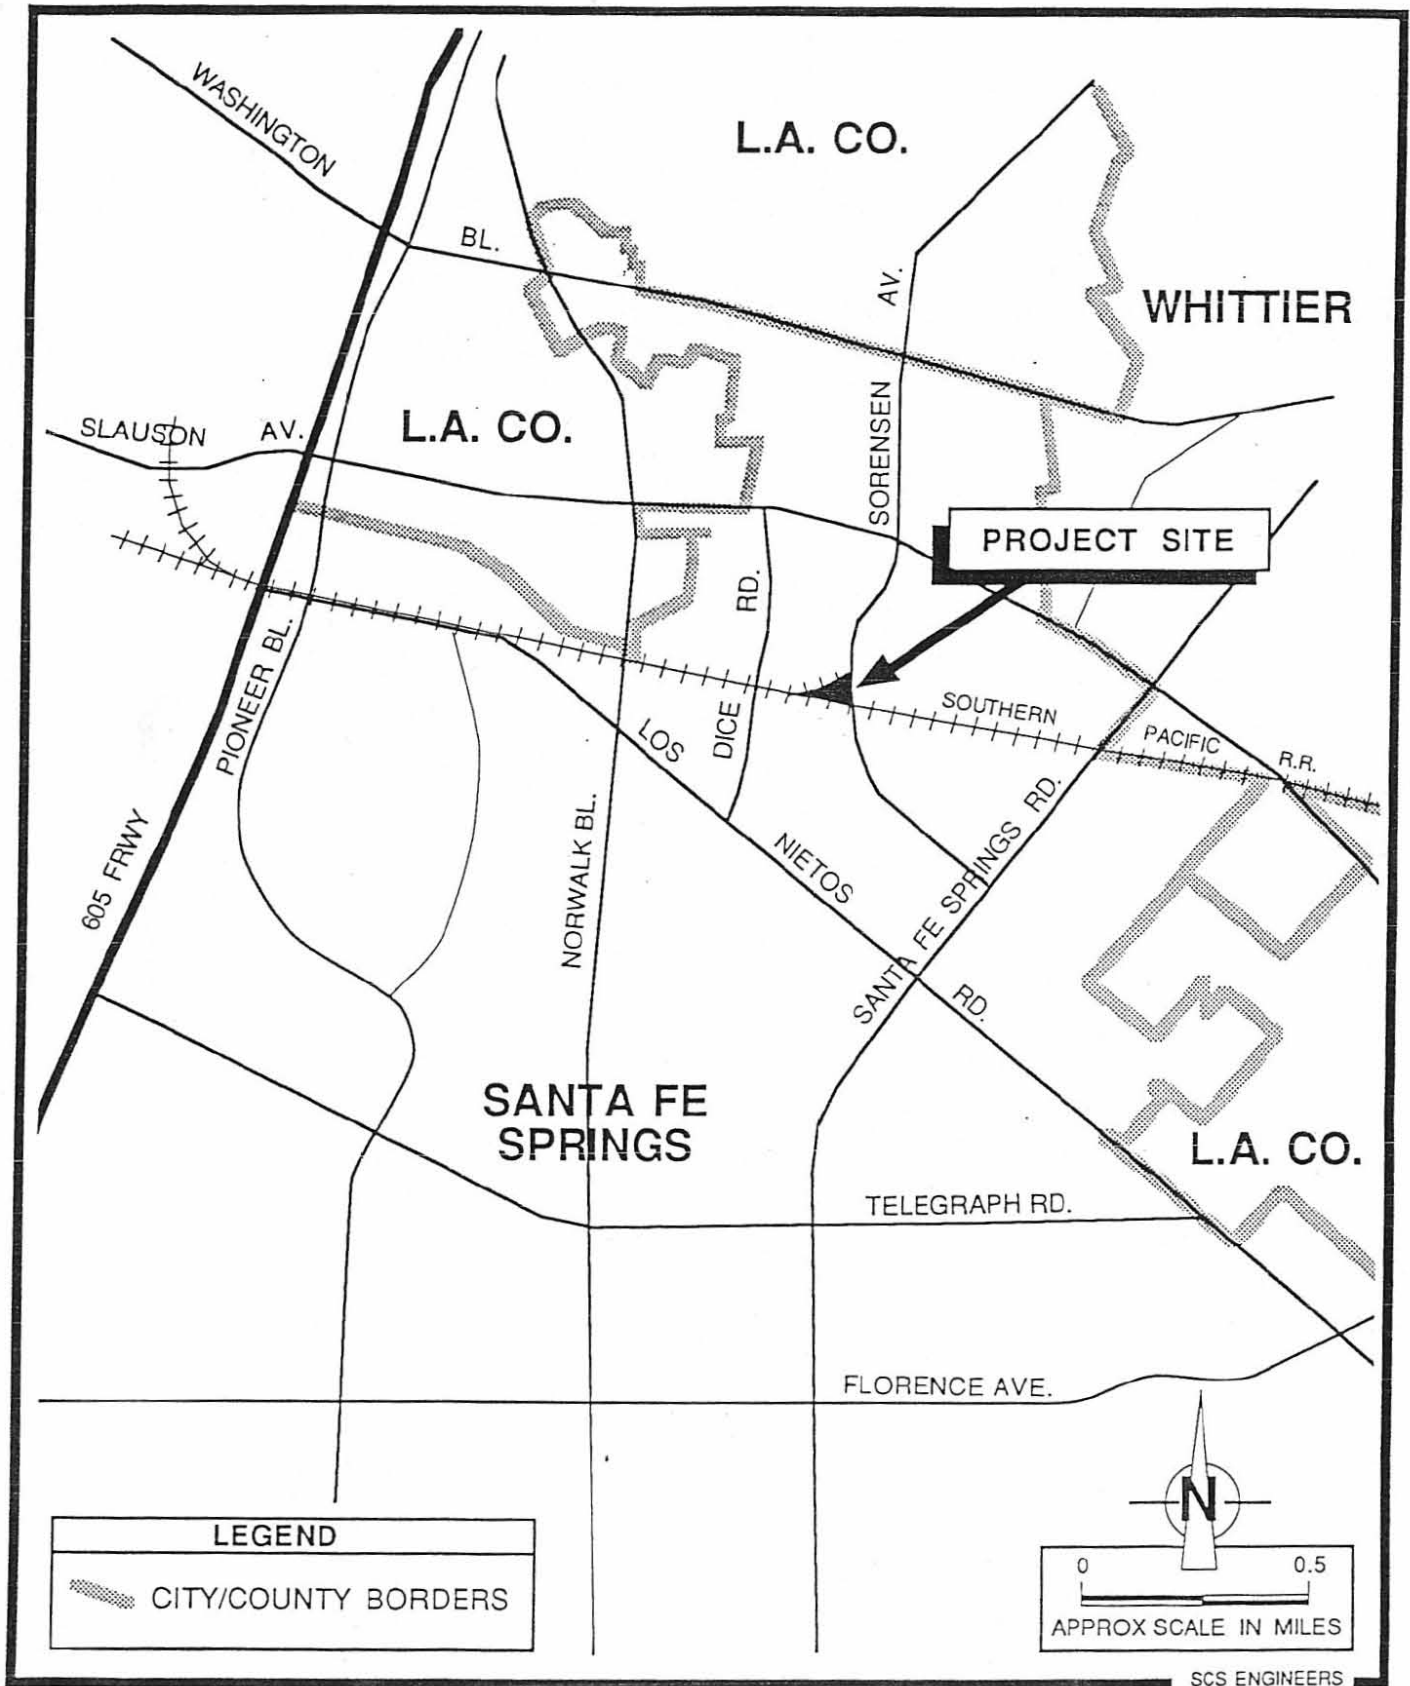 WASHINGTON
BL.
L.A. CO.
AV.
WHITTIER
SORENSEN
SLAUSON
AV.
L.A. CO.
PROJECT SITE
RD.
DICE
PIONEER BL.
SOUTHERN
PACIFIC
R.R.
LOS
NIETOS
RD.
605 FRWY
NORWALK BL.
SANTA FE SPRINGS RD.
SANTA FE
SPRINGS
L.A. CO.
TELEGRAPH RD.
FLORENCE AVE.
N
LEGEND
CITY/COUNTY BORDERS
0 0.5
APPROX SCALE IN MILES
SCS ENGINEERS